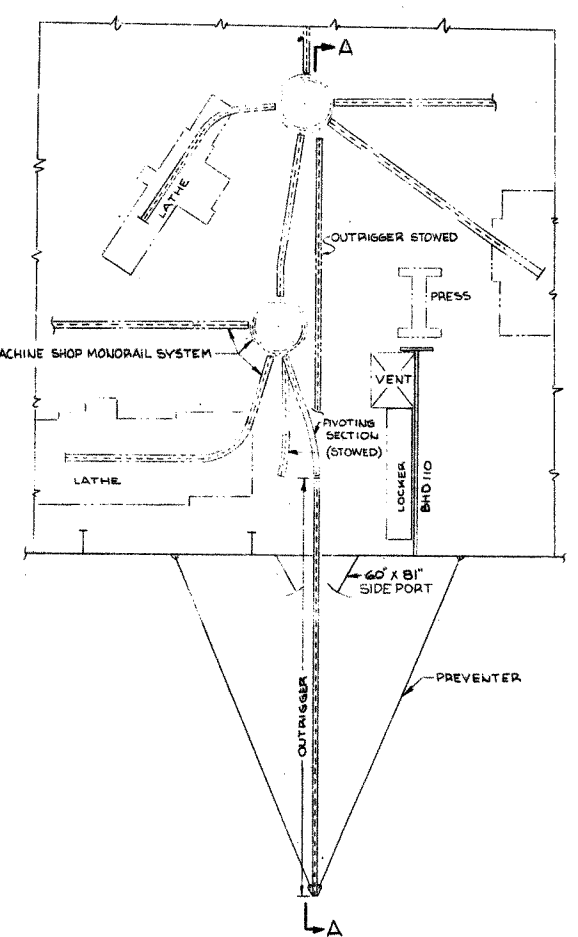 A
LATHE
OUTRIGGER STOWED
PRESS
ACHINE SHOP MONORAIL SYSTEM
VENT
PIVOTING
SECTION
(STOWED)
LOCKER
BHD 110
LATHE
60" X 81"
SIDE PORT
OUTRIGGER
PREVENTER
A